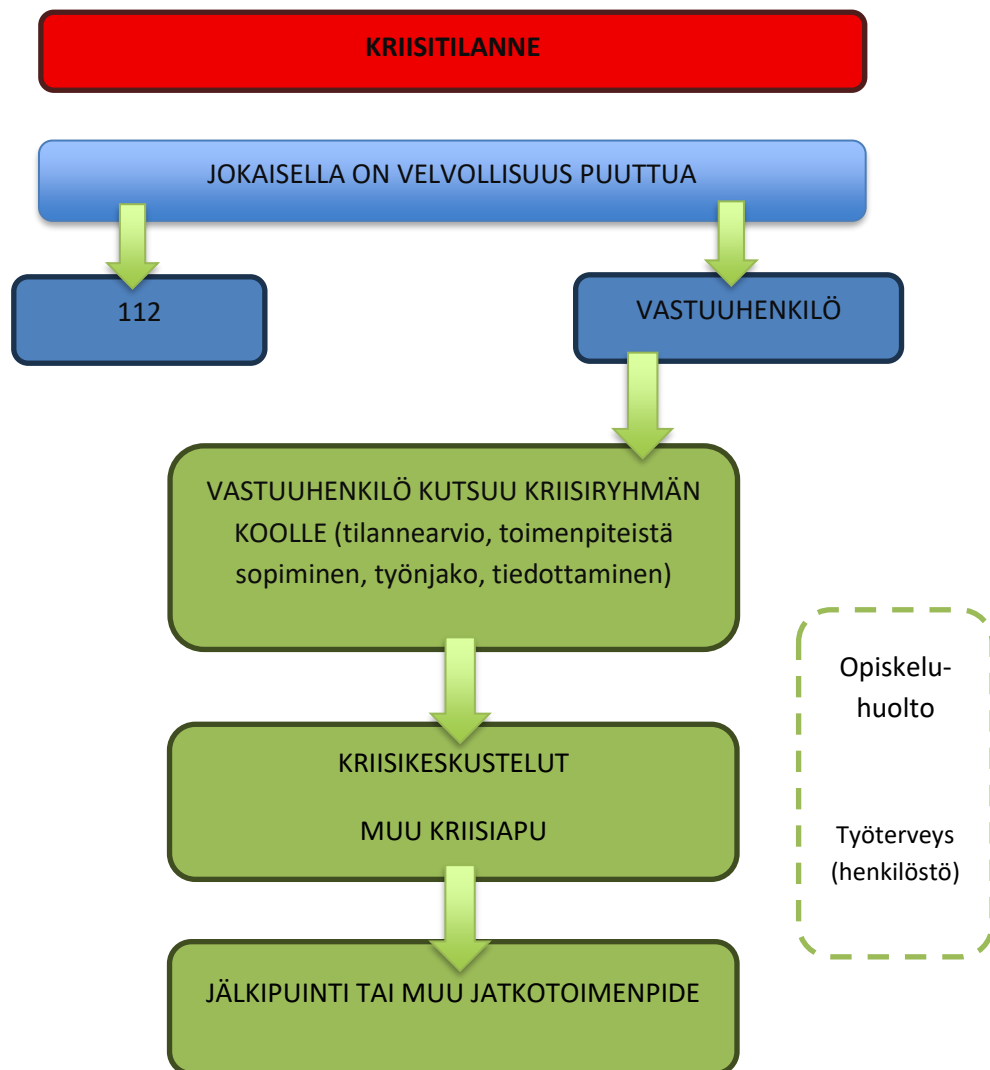 KRIISITILANNE
JOKAISELLA ON VELVOLLISUUS PUUTTUA
112
VASTUUHENKILÖ
VASTUUHENKILÖ KUTSUU KRIISIRYHMÄN
KOOLLE (tilannearvio, toimenpiteistä
sopiminen, työnjako, tiedottaminen)
Opiskelu-
huolto
KRIISIKESKUSTELUT
MUU KRIISIAPU
Työterveys
(henkilöstö)
JÄLKIPUINTI TAI MUU JATKOTOIMENPIDE